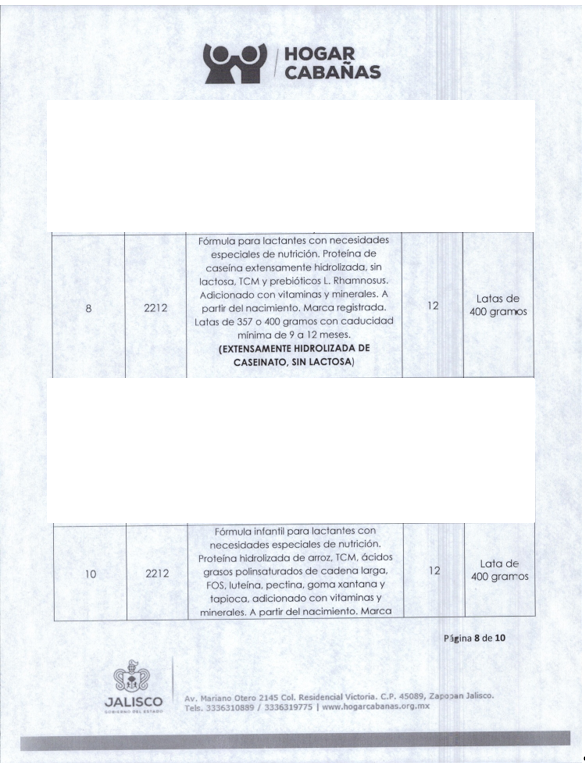 HOGAR
CABAÑAS
8
2212
Fórmula para lactantes con necesidades
especiales de nutrición. Proteína de
caseína extensamente hidrolizada, sin
lactosa, TCM y prebióticos L. Rhamnosus.
Adicionado con vitaminas y minerales. A
partir del nacimiento. Marca registrada.
Latas de 357 o 400 gramos con caducidad
mínima de 9 a 12 meses.
(EXTENSAMENTE HIDROLIZADA DE
CASEINATO, SIN LACTOSA)
12
Latas de
400 gramos
10
2212
Fórmula infantil para lactantes con
necesidades especiales de nutrición.
Proteína hidrolizada de arroz, TCM, ácidos
grasos polinsaturados de cadena larga,
FOS, luteína, pectina, goma xantana y
tapioca, adicionado con vitaminas y
minerales. A partir del nacimiento. Marca
12
Lata de
400 gramos
Página 8 de 10
JALISCO
GOBIERNO DEL ESTADO
Av. Mariano Otero 2145 Col. Residencial Victoria. C.P. 45089, Zapopan Jalisco.
Tels. 3336310889 / 3336319775 | www.hogarcabanas.org.mx